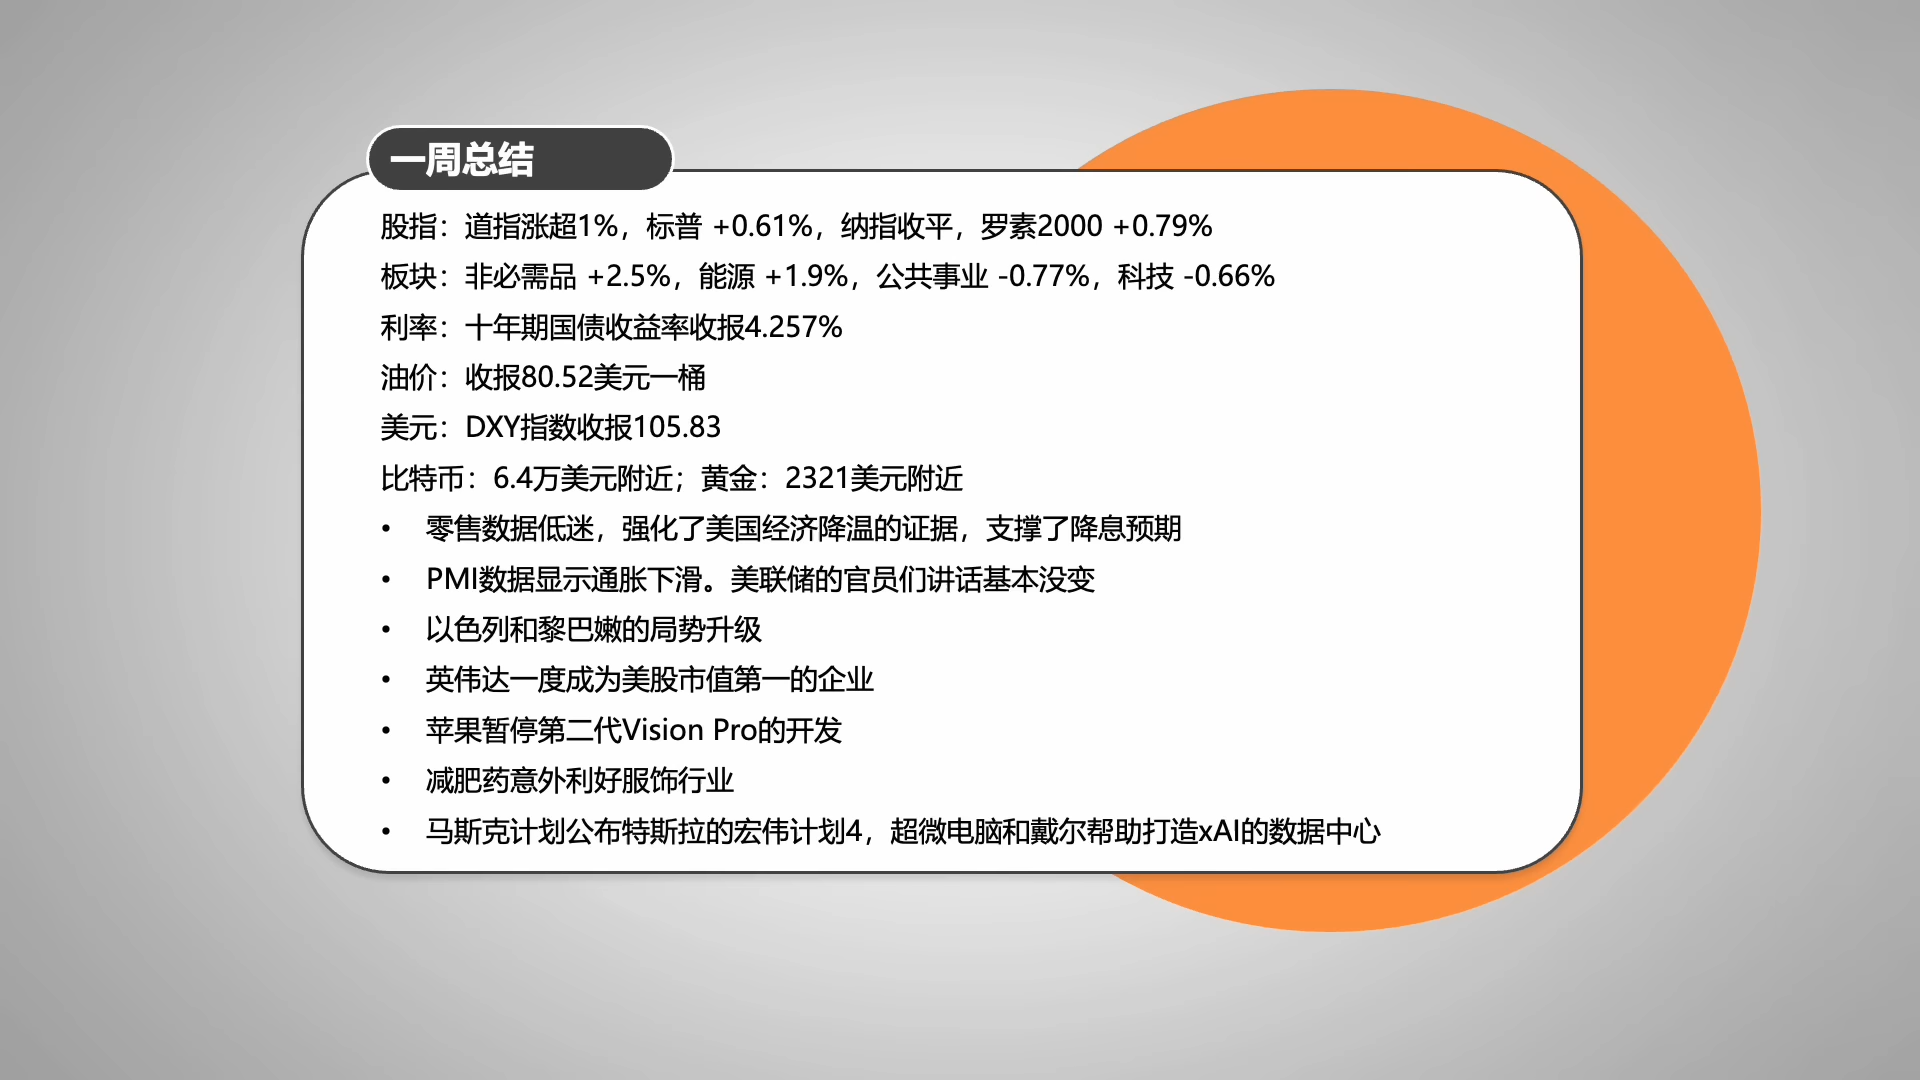 一周总结
股指：道指涨超1%，标普 +0.61%，纳指收平，罗素2000 +0.79%
板块：非必需品 +2.5%，能源 +1.9%，公共事业 -0.77%，科技 -0.66%
利率：十年期国债收益率收报4.257%
油价：收报80.52美元一桶
美元：DXY指数收报105.83
比特币：6.4万美元附近；黄金：2321美元附近
• 零售数据低迷，强化了美国经济降温的证据，支撑了降息预期
• PMI数据显示通胀下滑。美联储的官员们讲话基本没变
• 以色列和黎巴嫩的局势升级
• 英伟达一度成为美股市值第一的企业
• 苹果暂停第二代Vision Pro的开发
• 减肥药意外利好服饰行业
• 马斯克计划公布特斯拉的宏伟计划4，超微电脑和戴尔帮助打造xAI的数据中心